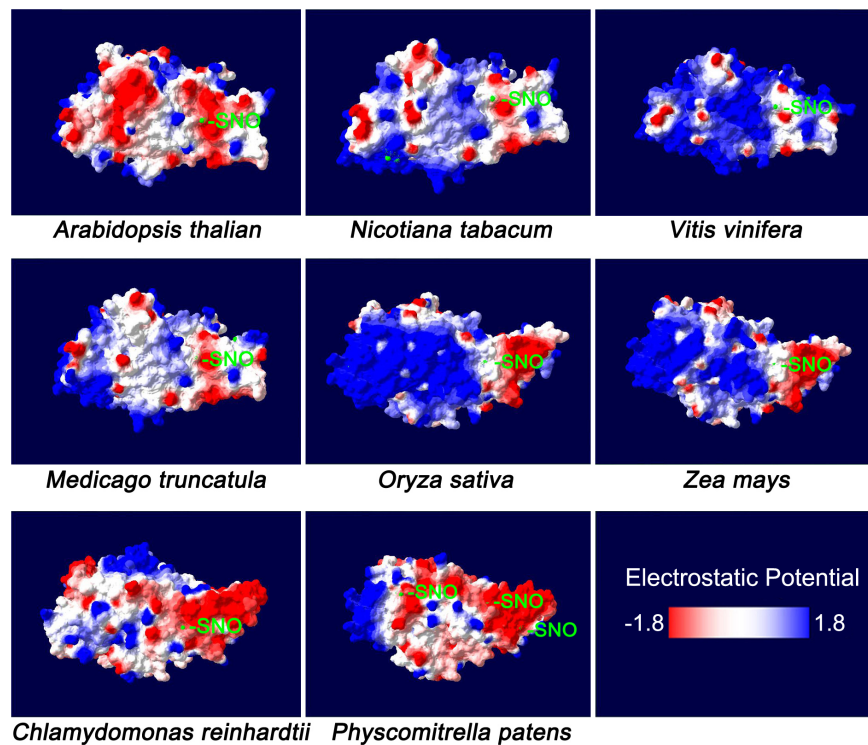 -SNO
-SNO
-SNO
Arabidopsis thalian
Nicotiana tabacum
Vitis vinifera
-SNO
-SNO
-SNO
Medicago truncatula
Oryza sativa
Zea mays
-SNO
-SNO
-SNO
-SNO
Electrostatic Potential
-1.8
1.8
Chlamydomonas reinhardtii
Physcomitrella patens